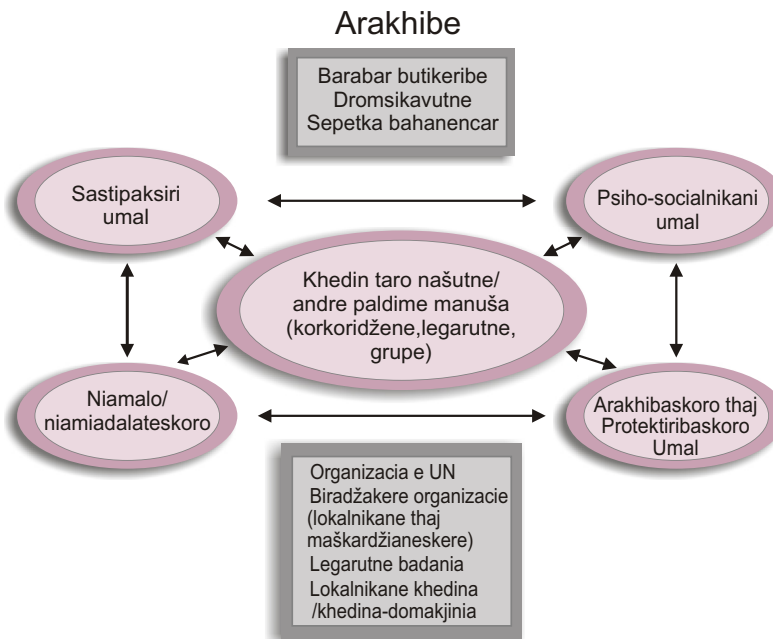 Arakhibe
Barabar butikeribe
Dromsikavutne
Sepetka bahanencar
Sastipaksiri
umal
Psiho-socialnikani
umal
Khedin taro našutne/
andre paldime manuša
(korkoridžene,legarutne,
grupe)
Niamalo/
niamiadalateskoro
Arakhibaskoro thaj
Protektiribaskoro
Umal
Organizacia e UN
Biradžakere organizacie
(lokalnikane thaj
maškardžianeskere)
Legarutne badania
Lokalnikane khedina
/khedina-domakjinia